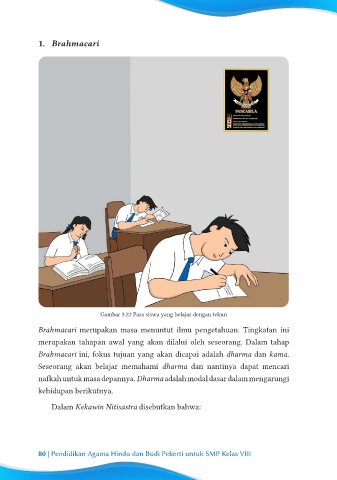 1. Brahmacari
PANCASILA
Gambar 3.22 Para siswa yang belajar dengan tekun
Brahmacari merupakan masa menuntut ilmu pengetahuan. Tingkatan ini
merupakan tahapan awal yang akan dilalui oleh seseorang. Dalam tahap
Brahmacari ini, fokus tujuan yang akan dicapai adalah dharma dan kama.
Seseorang akan belajar memahami dharma dan nantinya dapat mencari
nafkah untuk masa depannya. Dharma adalah modal dasar dalam mengarungi
kehidupan berikutnya.
Dalam Kekawin Nitisastra disebutkan bahwa:
80 | Pendidikan Agama Hindu dan Budi Pekerti untuk SMP Kelas VIII